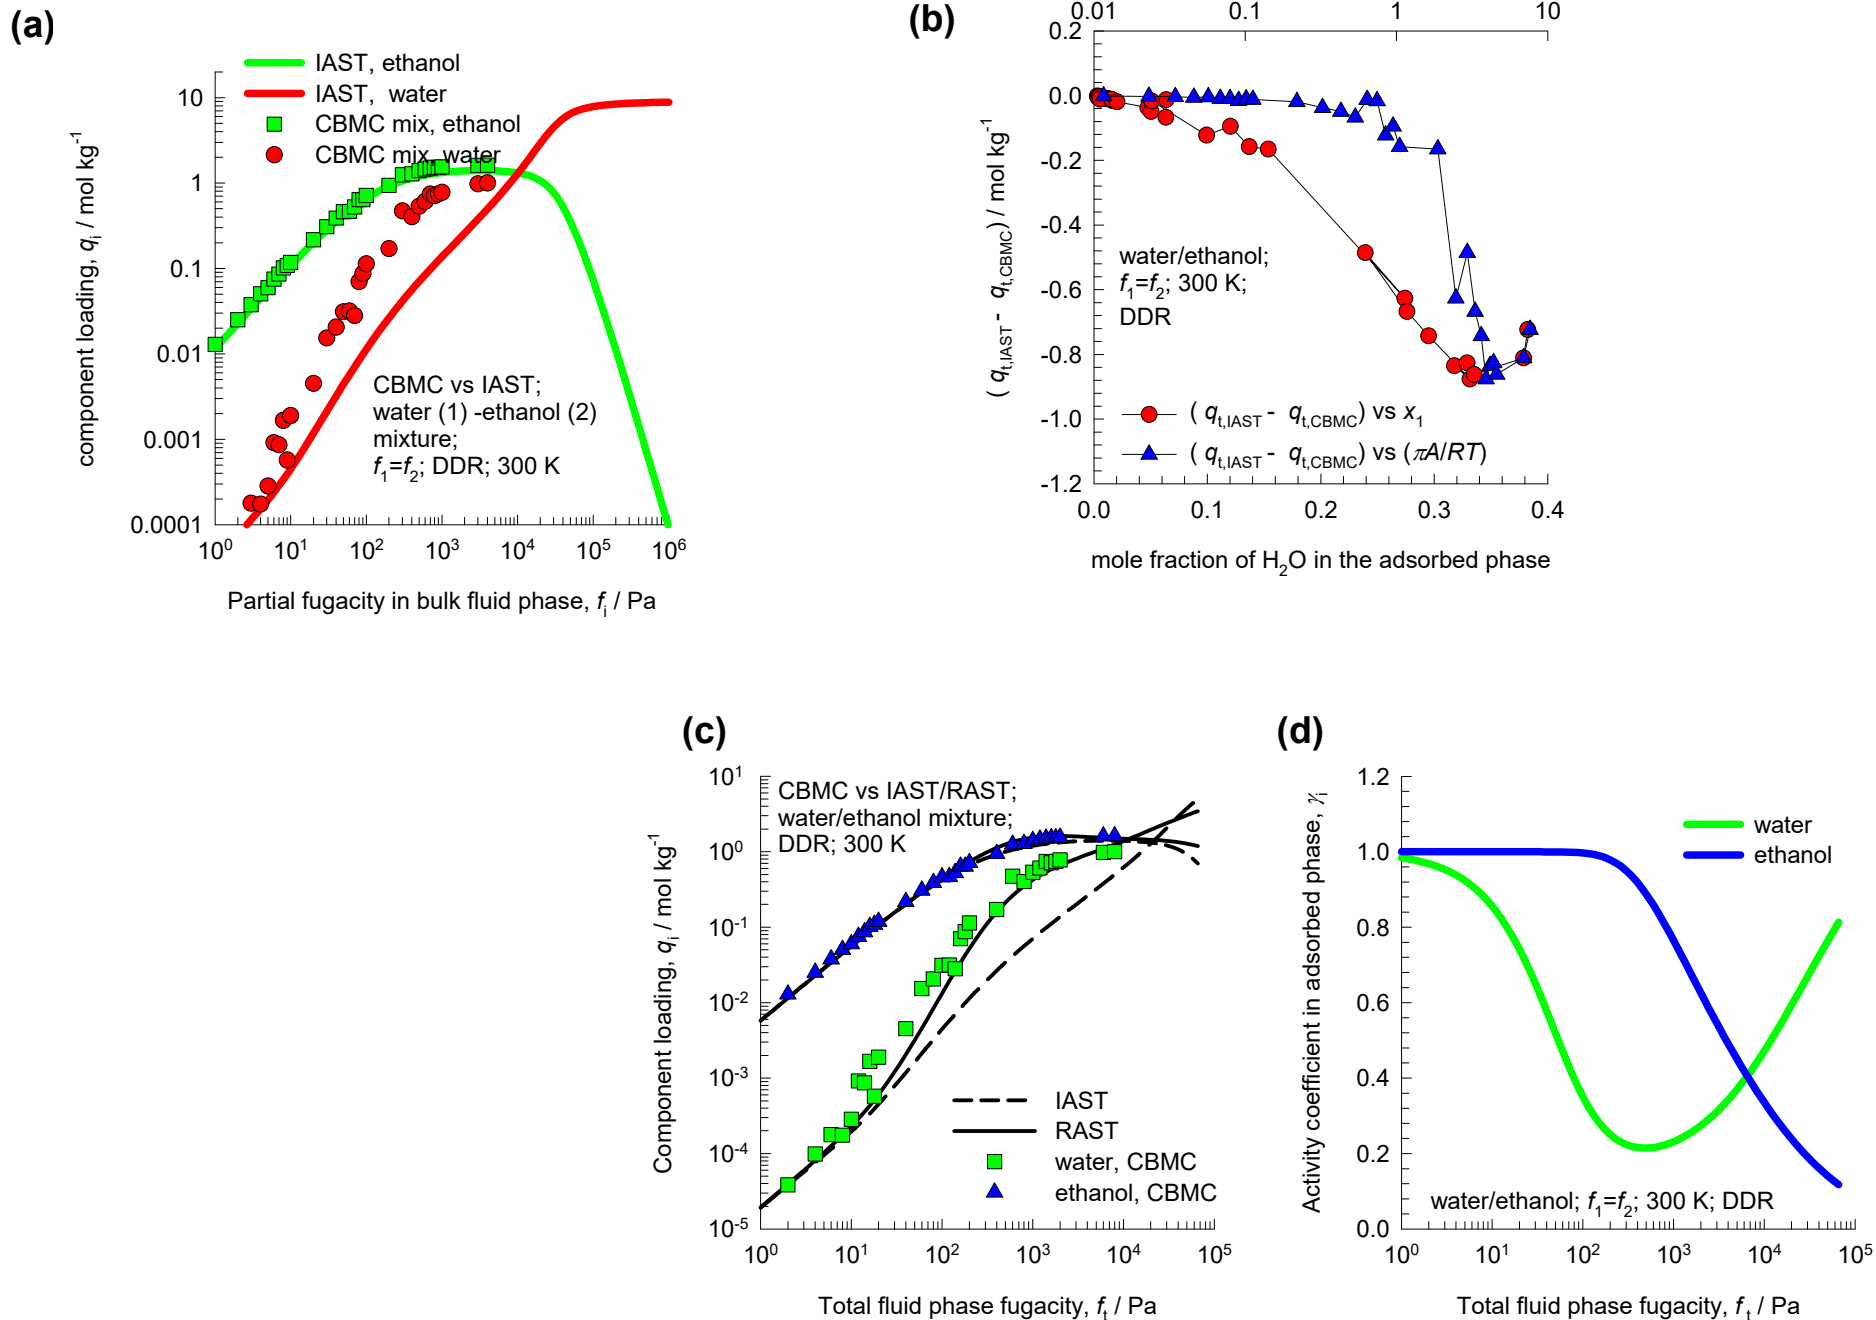 (a)
IAST, ethanol
IAST, water
CBMC mix, ethanol
CBMC mix, water
10
1
0.1
0.01
0.001
0.0001
component loading, qi / mol kg-1
CBMC vs IAST;
water (1) -ethanol (2)
mixture;
f1=f2; DDR; 300 K
100 101 102 103 104 105 106
Partial fugacity in bulk fluid phase, fi / Pa
(b)
0.01 0.1 1 10
0.2
0.0
-0.2
-0.4
-0.6
-0.8
-1.0
-1.2
( qt,IAST - qt,CBMC) / mol kg-1
water/ethanol;
f1=f2; 300 K;
DDR
( qt,IAST - qt,CBMC) vs x1
( qt,IAST - qt,CBMC) vs (πA/RT)
0.0 0.1 0.2 0.3 0.4
mole fraction of H2O in the adsorbed phase
(c)
101
100
10-1
10-2
10-3
10-4
10-5
Component loading, qi / mol kg-1
CBMC vs IAST/RAST;
water/ethanol mixture;
DDR; 300 K
IAST
RAST
water, CBMC
ethanol, CBMC
100 101 102 103 104 105
Total fluid phase fugacity, ft / Pa
(d)
1.2
1.0
0.8
0.6
0.4
0.2
0.0
Activity coefficient in adsorbed phase, γi
water
ethanol
water/ethanol; f1=f2; 300 K; DDR
100 101 102 103 104 105
Total fluid phase fugacity, ft / Pa